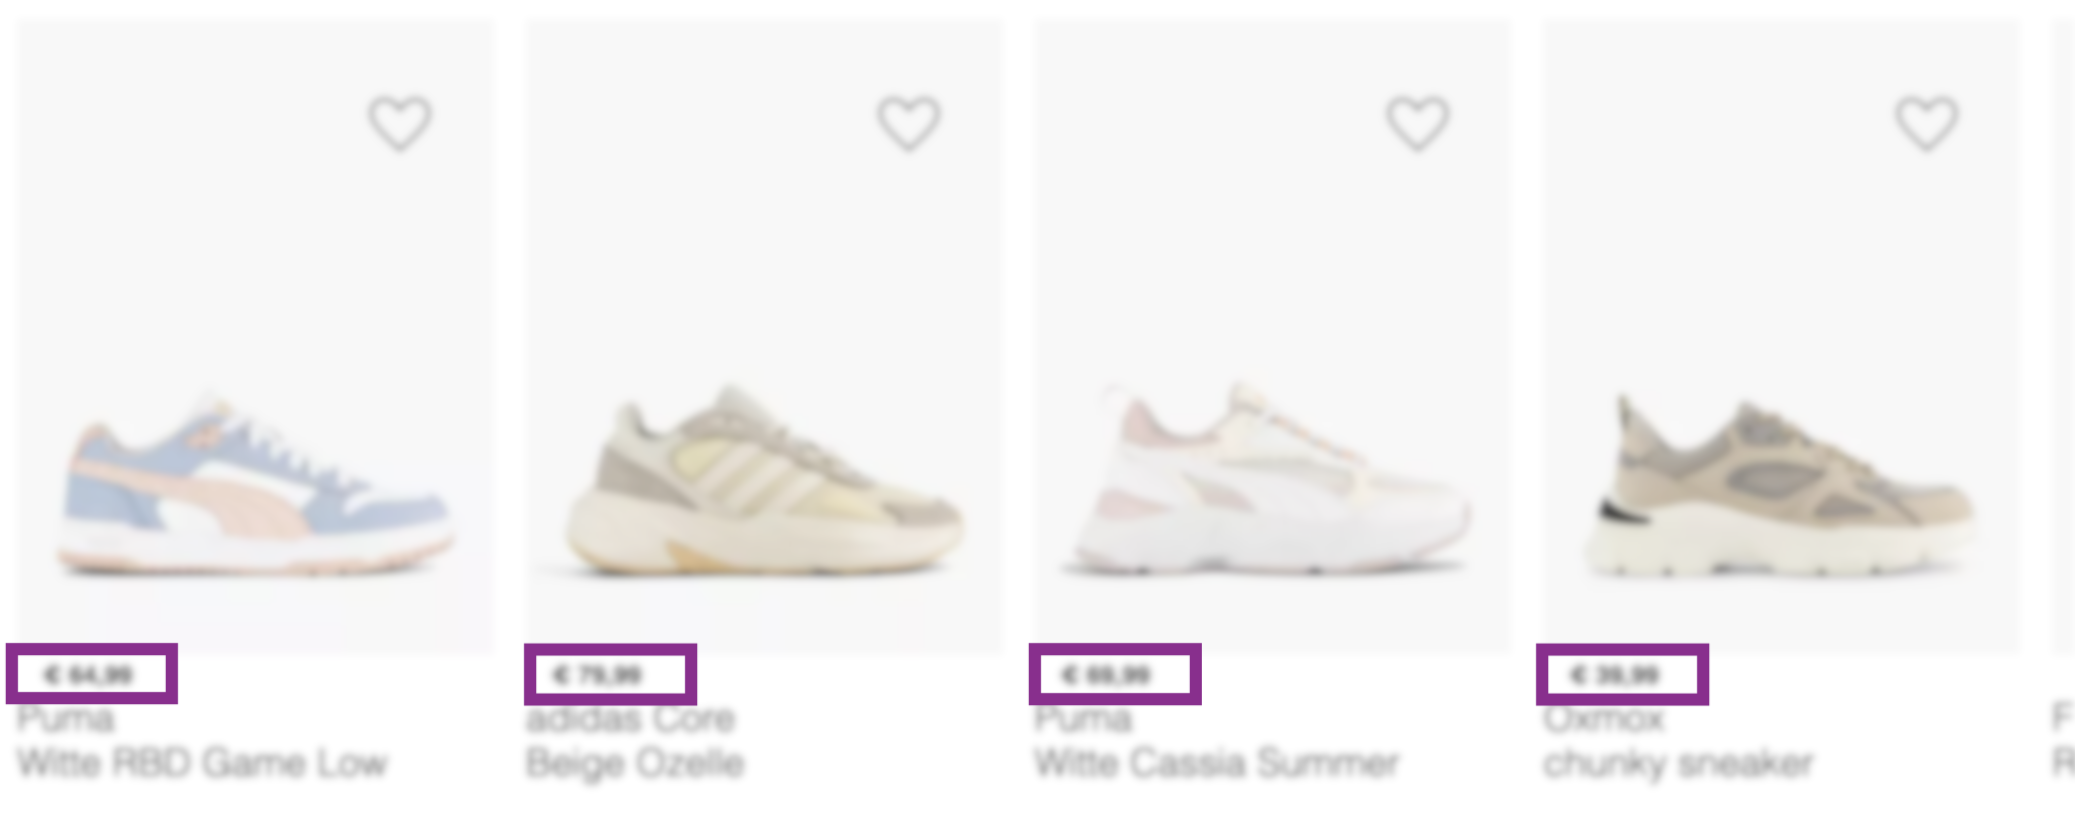 € 64,99
Puma
Witte RBD Game Low
€ 79,99
adidas Core
Beige Ozelle
€ 69,99
Puma
Witte Cassia Summer
€ 39,99
Oxmox
chunky sneaker
F
R